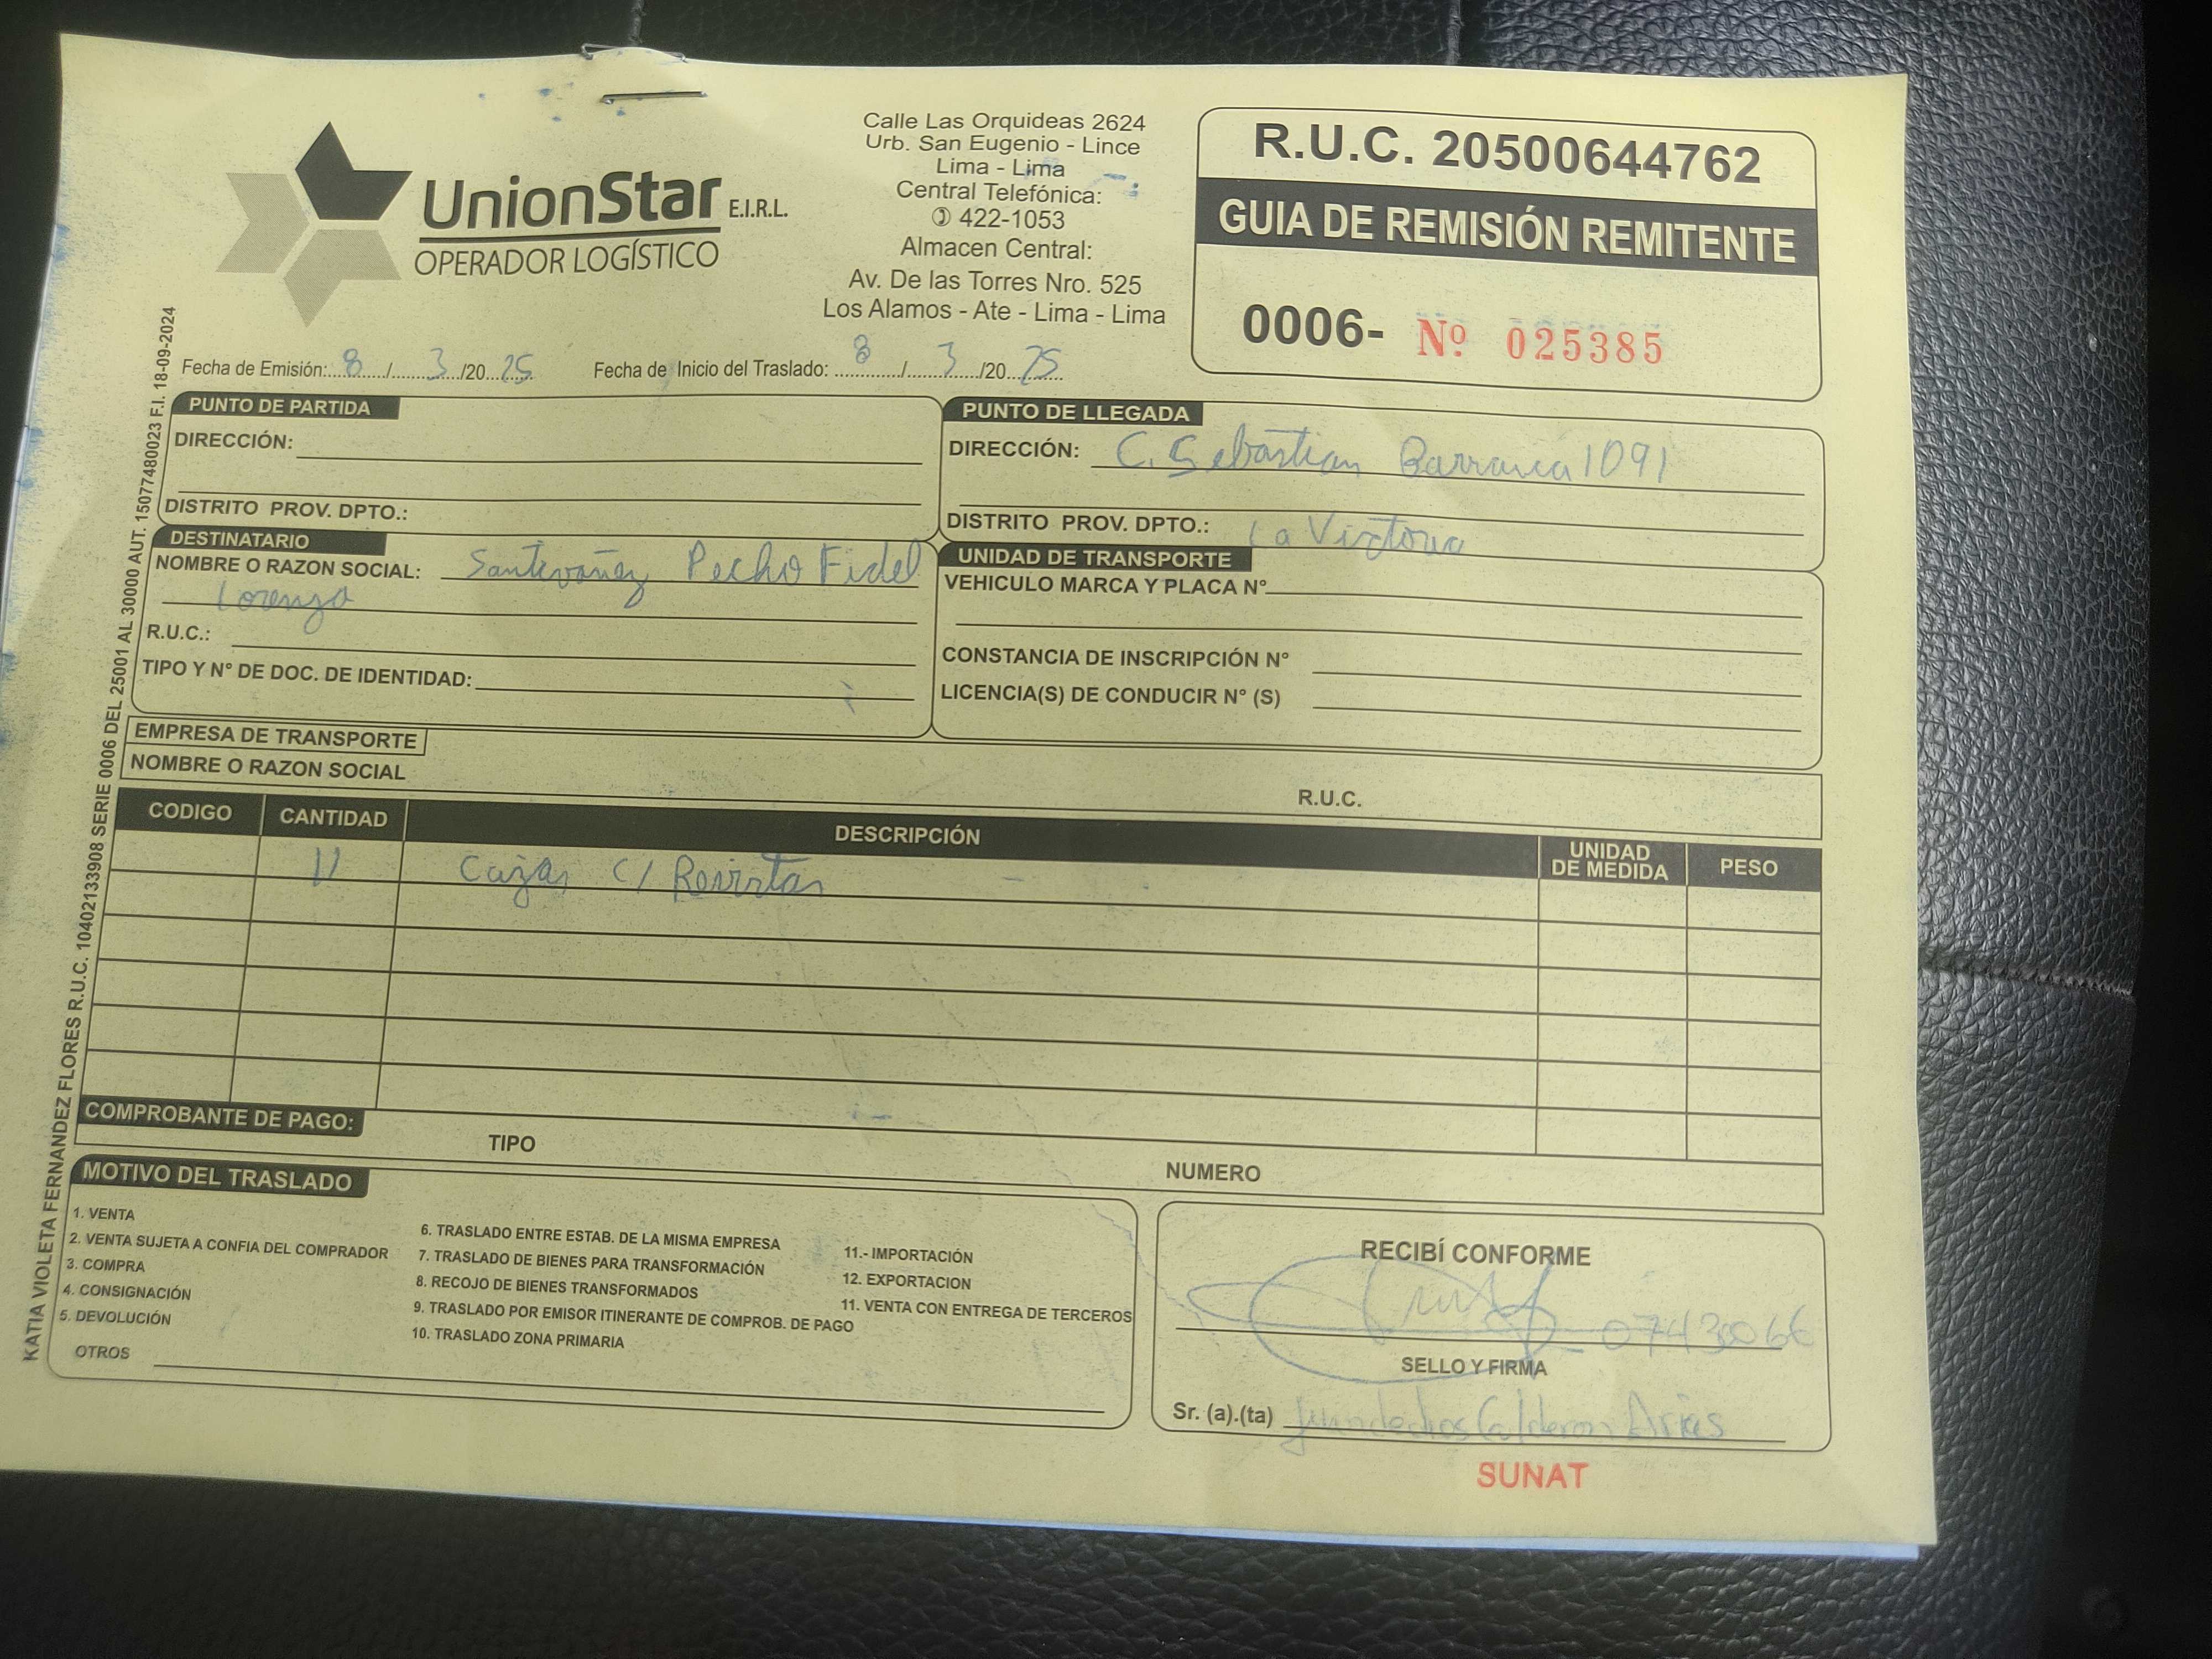 UnionStar E.I.R.L.
OPERADOR LOGÍSTICO
Calle Las Orquideas 2624
Urb. San Eugenio - Lince
Lima - Lima
Central Telefónica:
✆ 422-1053
Almacen Central:
Av. De las Torres Nro. 525
Los Alamos - Ate - Lima - Lima
R.U.C. 20500644762
GUIA DE REMISIÓN REMITENTE
0006- Nº 025385
Fecha de Emisión: 8 / 3 /20 25 Fecha de Inicio del Traslado: 8 / 3 /20 25
PUNTO DE PARTIDA
DIRECCIÓN:
DISTRITO PROV. DPTO.:
PUNTO DE LLEGADA
DIRECCIÓN: C. Sebastian Barranca 1091
DISTRITO PROV. DPTO.: La Victoria
DESTINATARIO
NOMBRE O RAZON SOCIAL: Santivañez Pecho Fidel
Lorenzo
R.U.C.:
TIPO Y N° DE DOC. DE IDENTIDAD:
UNIDAD DE TRANSPORTE
VEHICULO MARCA Y PLACA N°
CONSTANCIA DE INSCRIPCIÓN N°
LICENCIA(S) DE CONDUCIR N° (S)
EMPRESA DE TRANSPORTE
NOMBRE O RAZON SOCIAL R.U.C.
CODIGO CANTIDAD DESCRIPCIÓN UNIDAD DE MEDIDA PESO
11 Cajas c/ Revistas
COMPROBANTE DE PAGO:
TIPO NUMERO
MOTIVO DEL TRASLADO
1. VENTA
2. VENTA SUJETA A CONFIA DEL COMPRADOR
3. COMPRA
4. CONSIGNACIÓN
5. DEVOLUCIÓN
OTROS
6. TRASLADO ENTRE ESTAB. DE LA MISMA EMPRESA
7. TRASLADO DE BIENES PARA TRANSFORMACIÓN
8. RECOJO DE BIENES TRANSFORMADOS
9. TRASLADO POR EMISOR ITINERANTE DE COMPROB. DE PAGO
10. TRASLADO ZONA PRIMARIA
11.- IMPORTACIÓN
12. EXPORTACION
11. VENTA CON ENTREGA DE TERCEROS
RECIBÍ CONFORME
07430066
SELLO Y FIRMA
Sr. (a).(ta) Juandedios Calderon Arias
SUNAT
KATIA VIOLETA FERNANDEZ FLORES R.U.C. 10402133908 SERIE 0006 DEL 25001 AL 30000 AUT. 15077480023 F.I. 18-09-2024